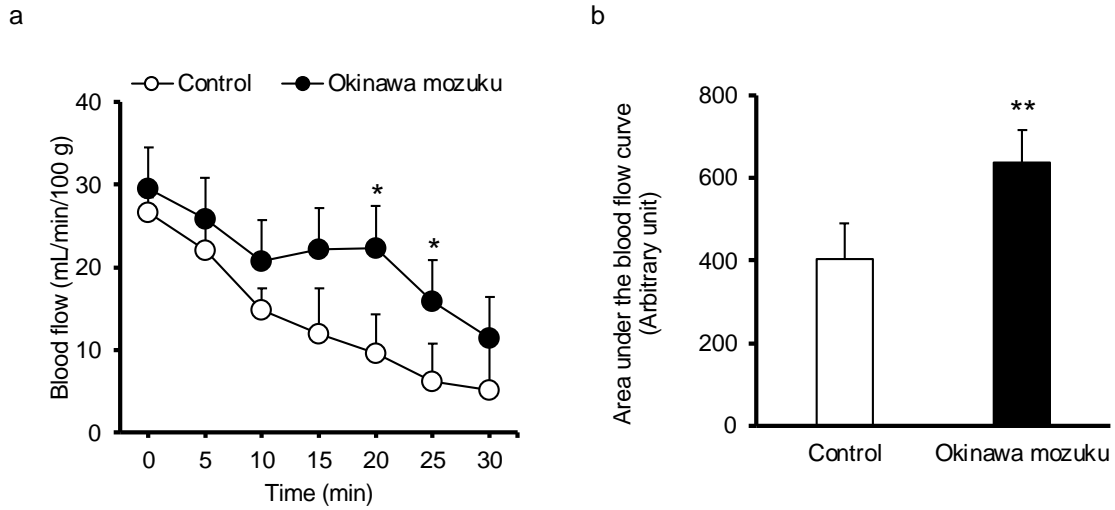 a
Control
Okinawa mozuku
40
30
20
10
0
Blood flow (mL/min/100 g)
*
*
0 5 10 15 20 25 30
Time (min)
b
800
600
400
200
0
Area under the blood flow curve
(Arbitrary unit)
**
Control
Okinawa mozuku